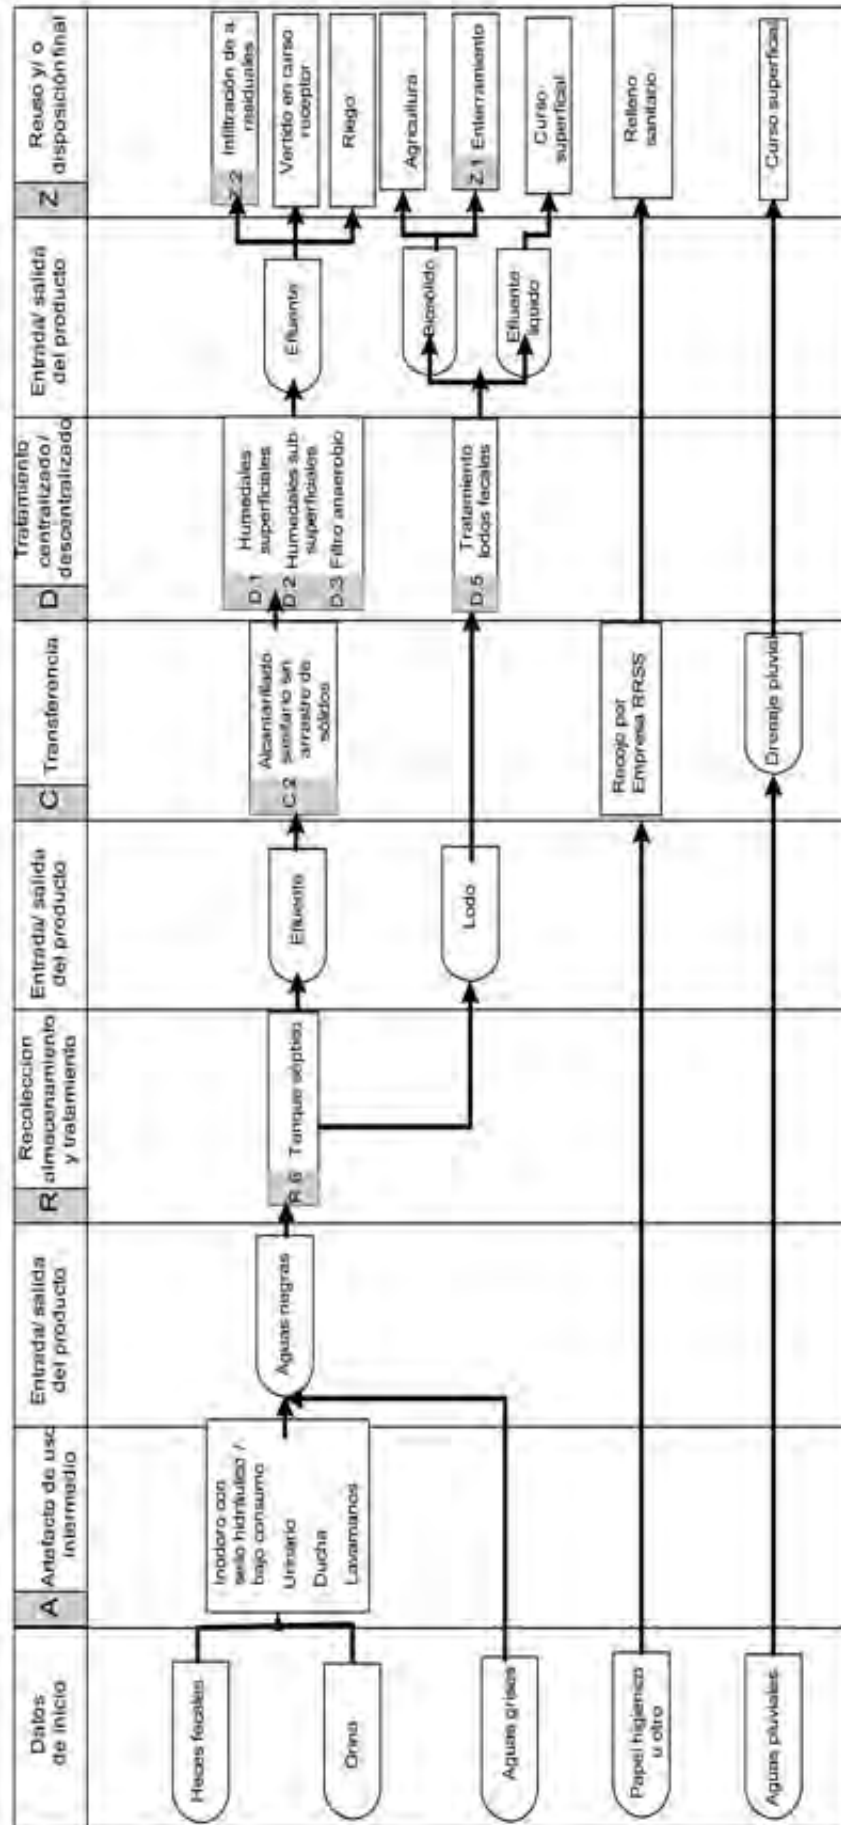 Datos
de inicio
A
Artefacto de uso
intermedio
Entrada/ salida
del producto
R
Recoleccion
almacenamiento
y tratamiento
Entrada/ salida
del producto
C
Transferencia
D
Tratamiento
centralizado/
descentralizado
Entrada/ salida
del producto
Z
Reuso y/ o
disposición final
Heces fecales
Orina
Inodoro con
sello hidráulico /
bajo consumo
Urinario
Ducha
Lavamanos
Aguas negras
R.6 Tanque séptico
Efluente
C.2
Alcantarillado
sanitario sin
arrastre de
sólidos
D.1 Humedales
superficiales
D.2 Humedales sub-
superficiales
D.3 Filtro anaerobio
Efluente
Z.2 Infiltración de a.
residuales
Vertido en curso
receptor
Riego
Aguas grises
Lodo
D.5 Tratamiento
lodos fecales
Biosólido
Efluente
líquido
Agricultura
Z.1 Enterramiento
Curso
superficial
Papel higienico
u otro
Recojo por
Empresa RRSS
Relleno
sanitario
Aguas pluviales
Drenaje pluvial
Curso superficial